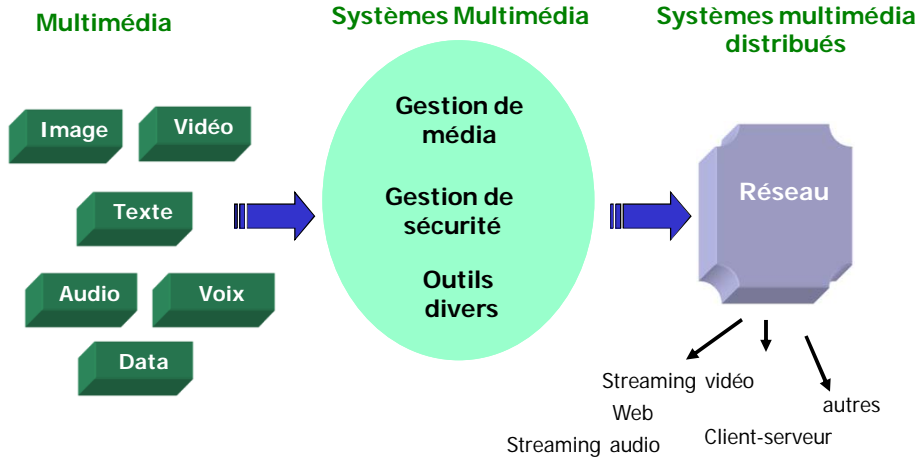 Multimédia
Systèmes Multimédia
Systèmes multimédia
distribués
Image
Vidéo
Texte
Audio
Voix
Data
Gestion de
média
Gestion de
sécurité
Outils
divers
Réseau
Streaming vidéo
Web
Streaming audio
Client-serveur
autres